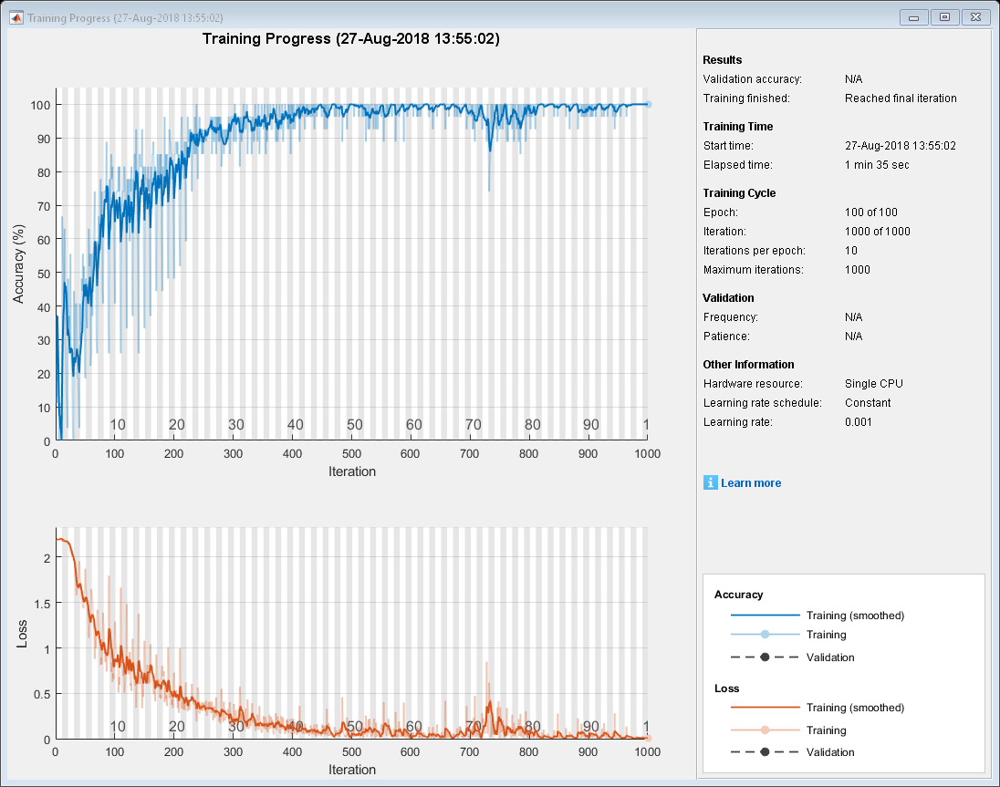 Training Progress (27-Aug-2018 13:55:02)
Training Progress (27-Aug-2018 13:55:02)
Accuracy (%)
100
90
80
70
60
50
40
30
20
10
0
10 20 30 40 50 60 70 80 90 1
0 100 200 300 400 500 600 700 800 900 1000
Iteration
Loss
2
1.5
1
0.5
0
10 20 30 40 50 60 70 80 90 1
0 100 200 300 400 500 600 700 800 900 1000
Iteration
Results
Validation accuracy: N/A
Training finished: Reached final iteration
Training Time
Start time: 27-Aug-2018 13:55:02
Elapsed time: 1 min 35 sec
Training Cycle
Epoch: 100 of 100
Iteration: 1000 of 1000
Iterations per epoch: 10
Maximum iterations: 1000
Validation
Frequency: N/A
Patience: N/A
Other Information
Hardware resource: Single CPU
Learning rate schedule: Constant
Learning rate: 0.001
i Learn more
Accuracy
Training (smoothed)
Training
Validation
Loss
Training (smoothed)
Training
Validation